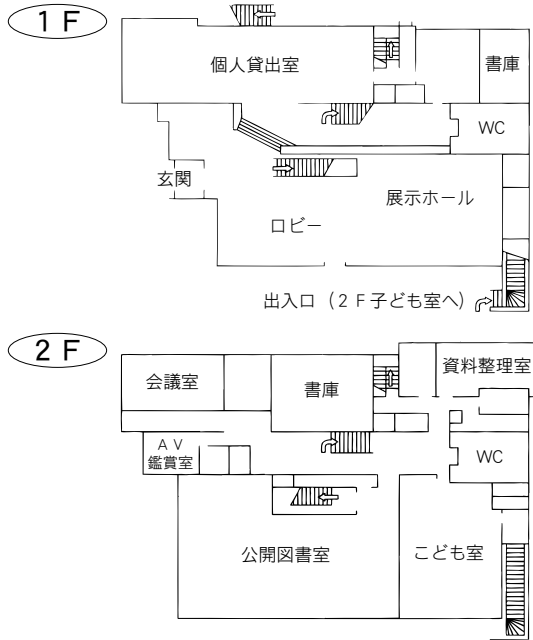 1F
個人貸出室
書庫
WC
玄関
展示ホール
ロビー
出入口（2F子ども室へ）
2F
会議室
書庫
資料整理室
AV
鑑賞室
WC
公開図書室
こども室